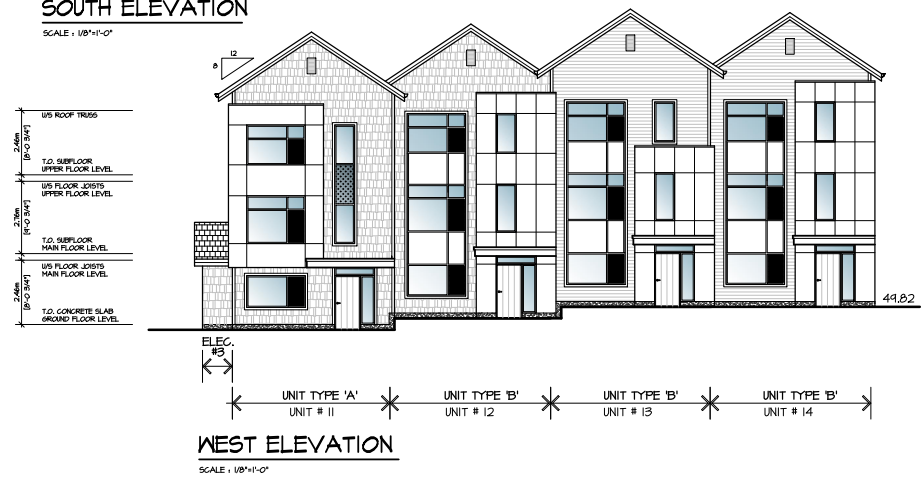 SOUTH ELEVATION
SCALE : 1/8"=1'-0"
12
8
U/S ROOF TRUSS
2.46m
[8'-0 3/4"]
T.O. SUBFLOOR
UPPER FLOOR LEVEL
U/S FLOOR JOISTS
UPPER FLOOR LEVEL
2.76m
[9'-0 3/4"]
T.O. SUBFLOOR
MAIN FLOOR LEVEL
U/S FLOOR JOISTS
MAIN FLOOR LEVEL
2.46m
[8'-0 3/4"]
T.O. CONCRETE SLAB
GROUND FLOOR LEVEL
49.82
ELEC.
#3
UNIT TYPE 'A' UNIT TYPE 'B' UNIT TYPE 'B' UNIT TYPE 'B'
UNIT # 11 UNIT # 12 UNIT # 13 UNIT # 14
WEST ELEVATION
SCALE : 1/8"=1'-0"